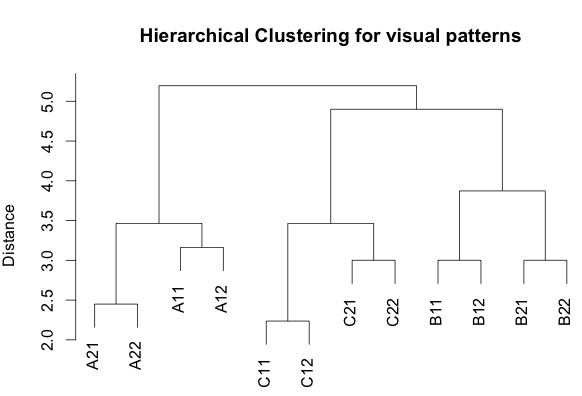 Hierarchical Clustering for visual patterns
Distance
5.0
4.5
4.0
3.5
3.0
2.5
2.0
A21
A22
A11
A12
C11
C12
C21
C22
B11
B12
B21
B22